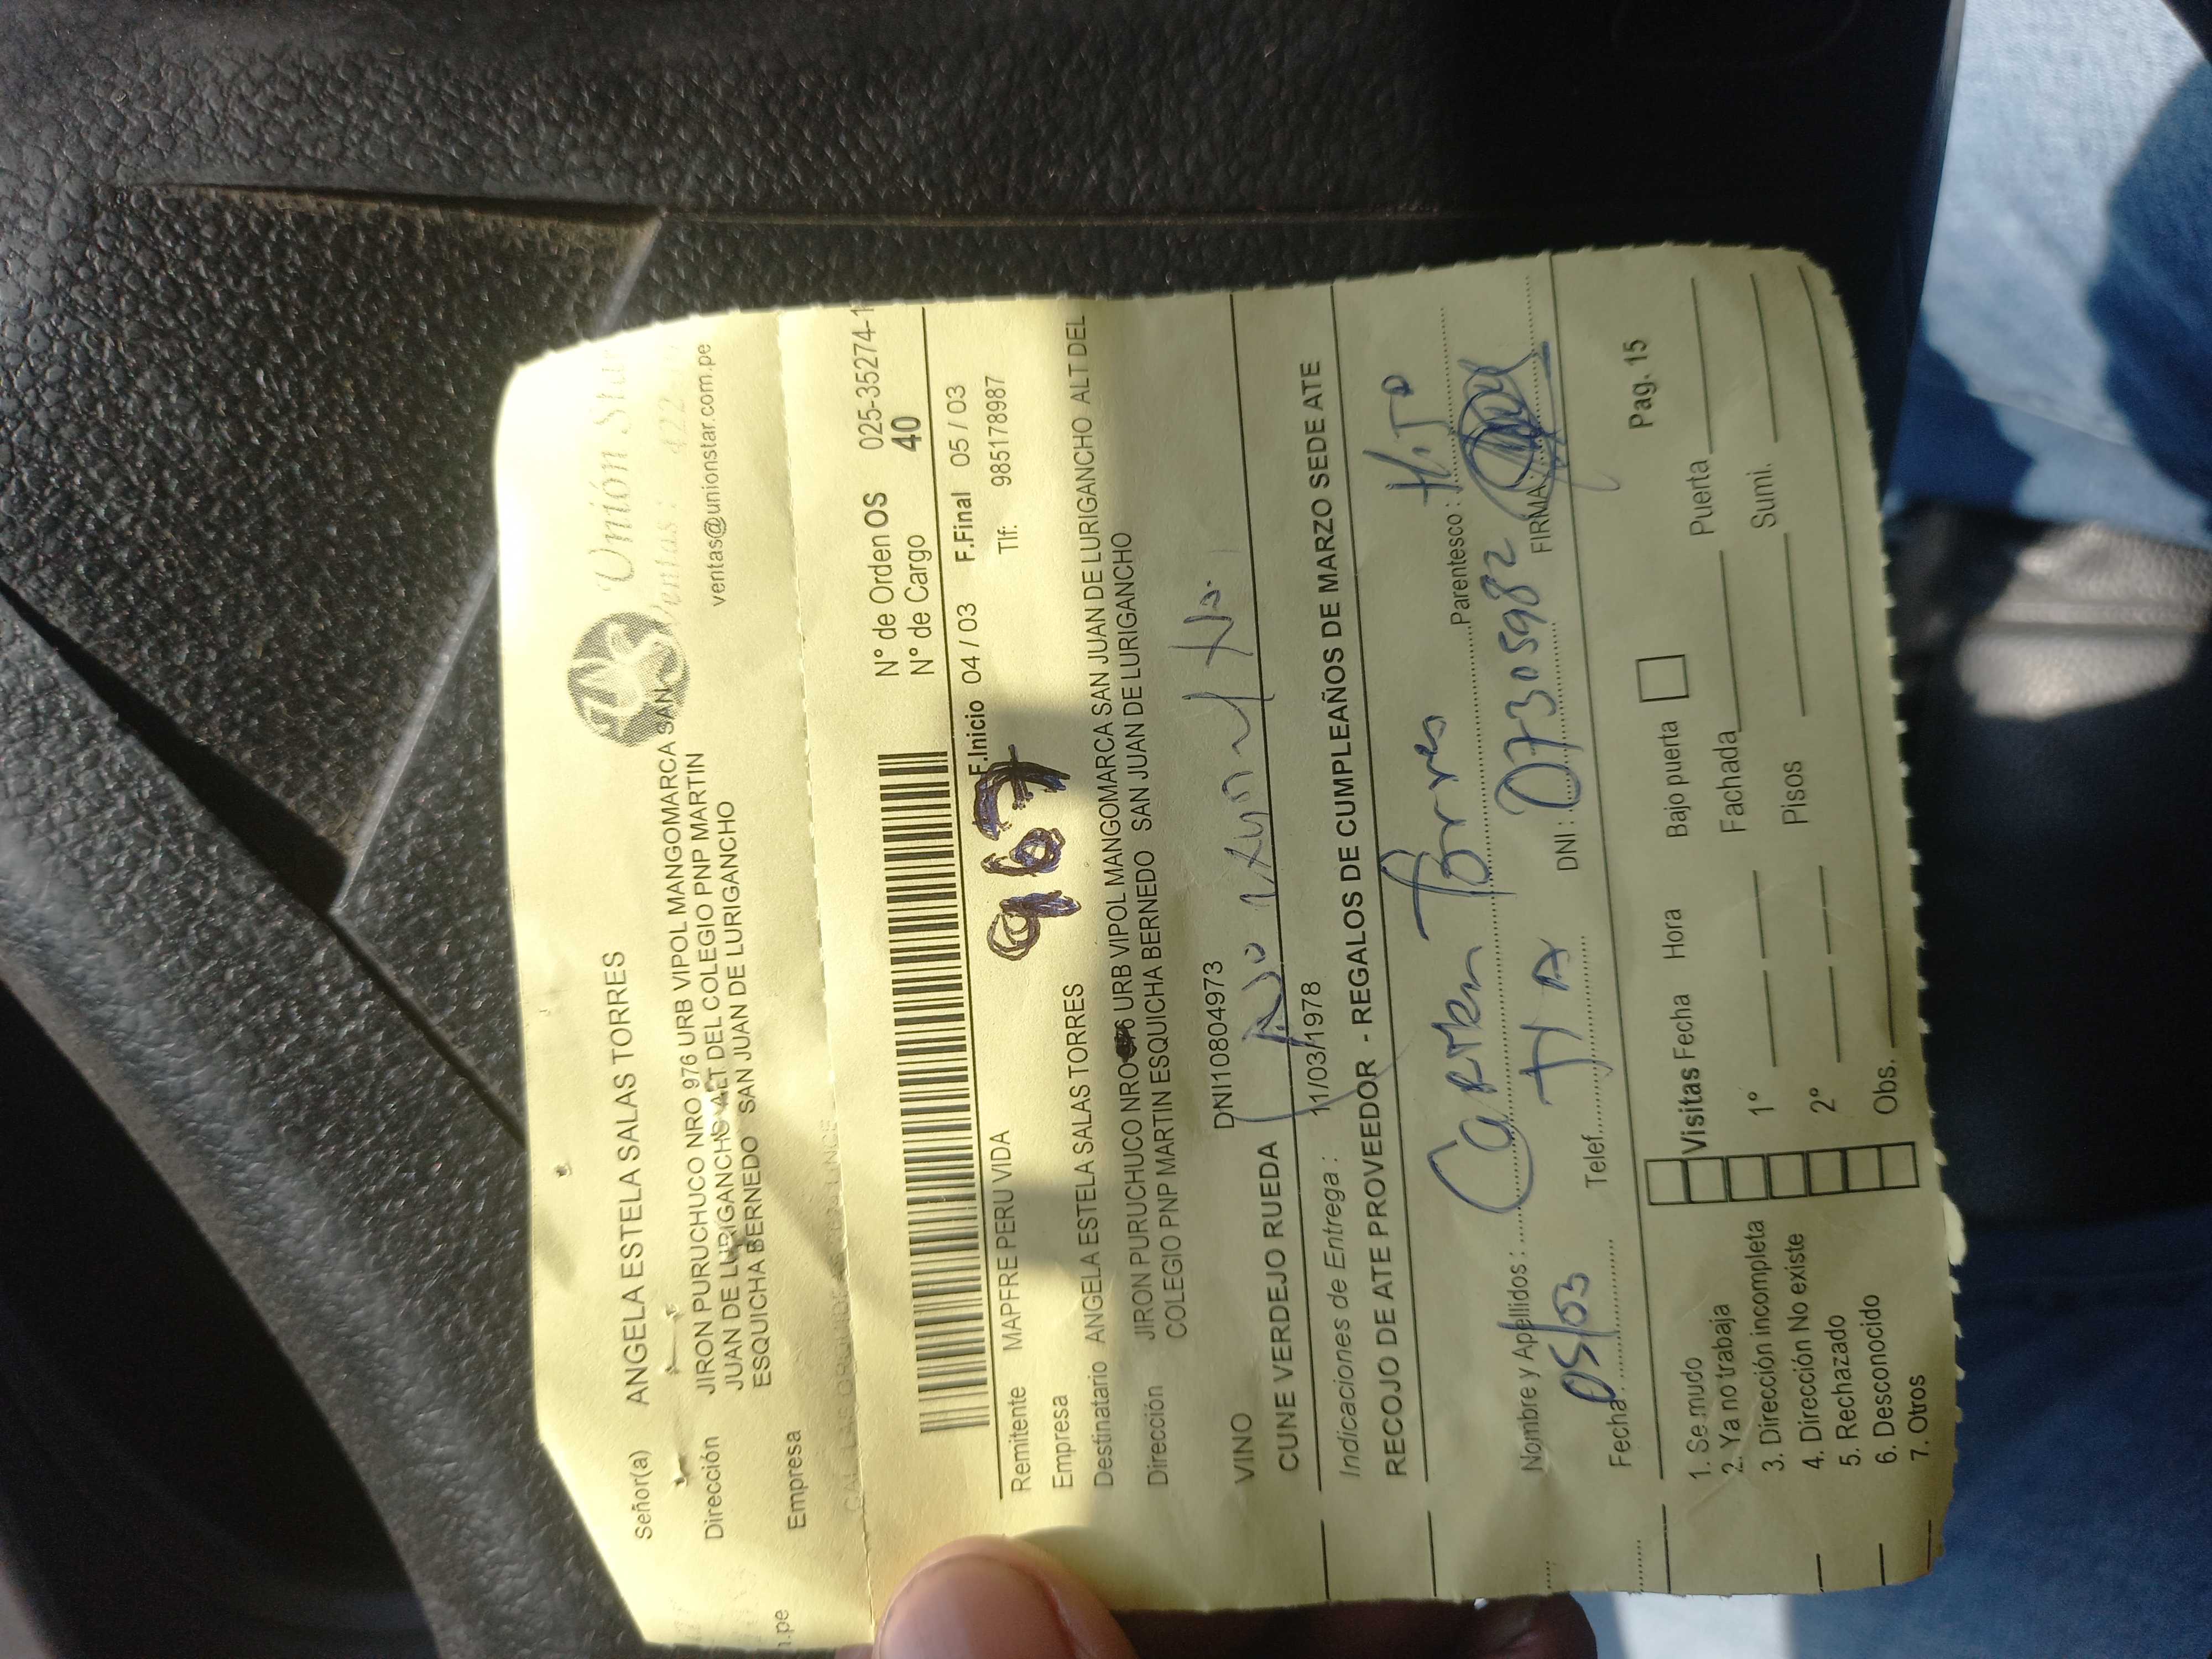 Unión Star
Ventas: 422
ventas@unionstar.com.pe
Señor(a) ANGELA ESTELA SALAS TORRES
Dirección JIRON PURUCHUCO NRO 976 URB VIPOL MANGOMARCA SAN
JUAN DE LURIGANCHO ALT DEL COLEGIO PNP MARTIN
ESQUICHA BERNEDO SAN JUAN DE LURIGANCHO
Empresa
n.pe
N° de Orden OS 025-35274-1
N° de Cargo 40
F.Inicio 04 / 03 F.Final 05 / 03
Remitente MAPFRE PERU VIDA Tlf: 985178987
967
Empresa
Destinatario ANGELA ESTELA SALAS TORRES
Dirección JIRON PURUCHUCO NRO 6 URB VIPOL MANGOMARCA SAN JUAN DE LURIGANCHO ALT DEL
COLEGIO PNP MARTIN ESQUICHA BERNEDO SAN JUAN DE LURIGANCHO
VINO
CUNE VERDEJO RUEDA DNI10804973
Indicaciones de Entrega : 11/03/1978
RECOJO DE ATE PROVEEDOR - REGALOS DE CUMPLEAÑOS DE MARZO SEDE ATE
Nombre y Apellidos : Carmen Torres Parentesco :
TIA
Fecha 05/03 Telef. DNI : 07305982 FIRMA
Pag. 15
1. Se mudo
2. Ya no trabaja
3. Dirección incompleta
4. Dirección No existe
5. Rechazado
6. Desconocido
7. Otros
Visitas Fecha Hora Bajo puerta
1° Fachada Puerta
2° Pisos Sumi.
Obs.